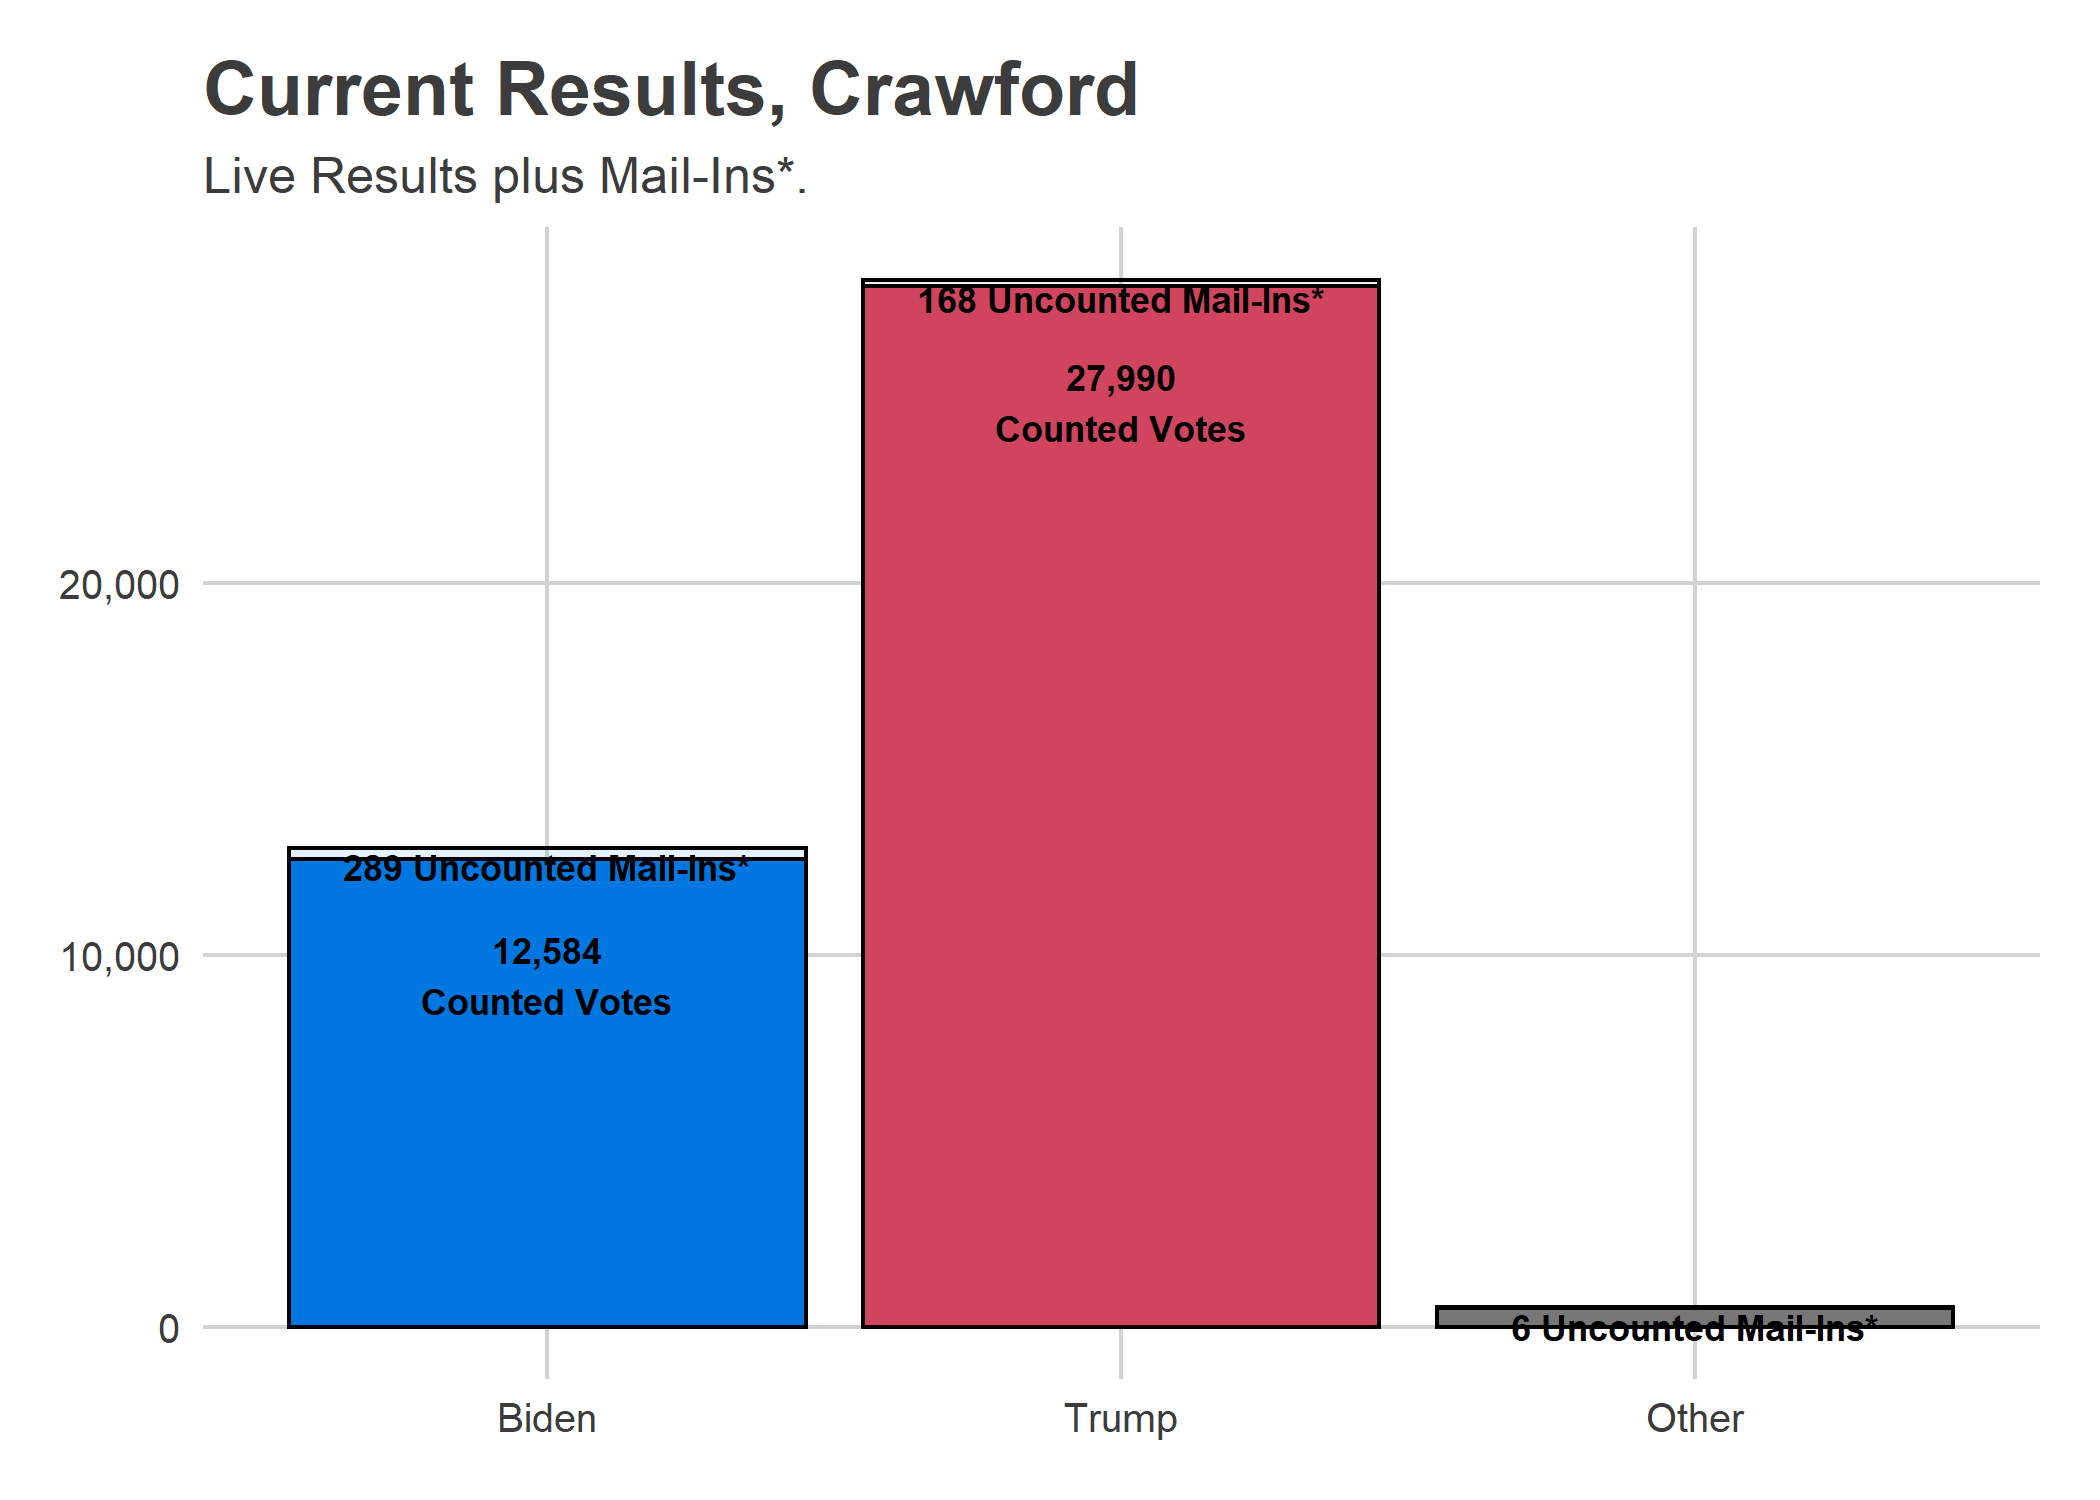 Current Results, Crawford
Live Results plus Mail-Ins*.
168 Uncounted Mail-Ins*
27,990
Counted Votes
20,000
289 Uncounted Mail-Ins*
12,584
Counted Votes
10,000
0
6 Uncounted Mail-Ins*
Biden
Trump
Other